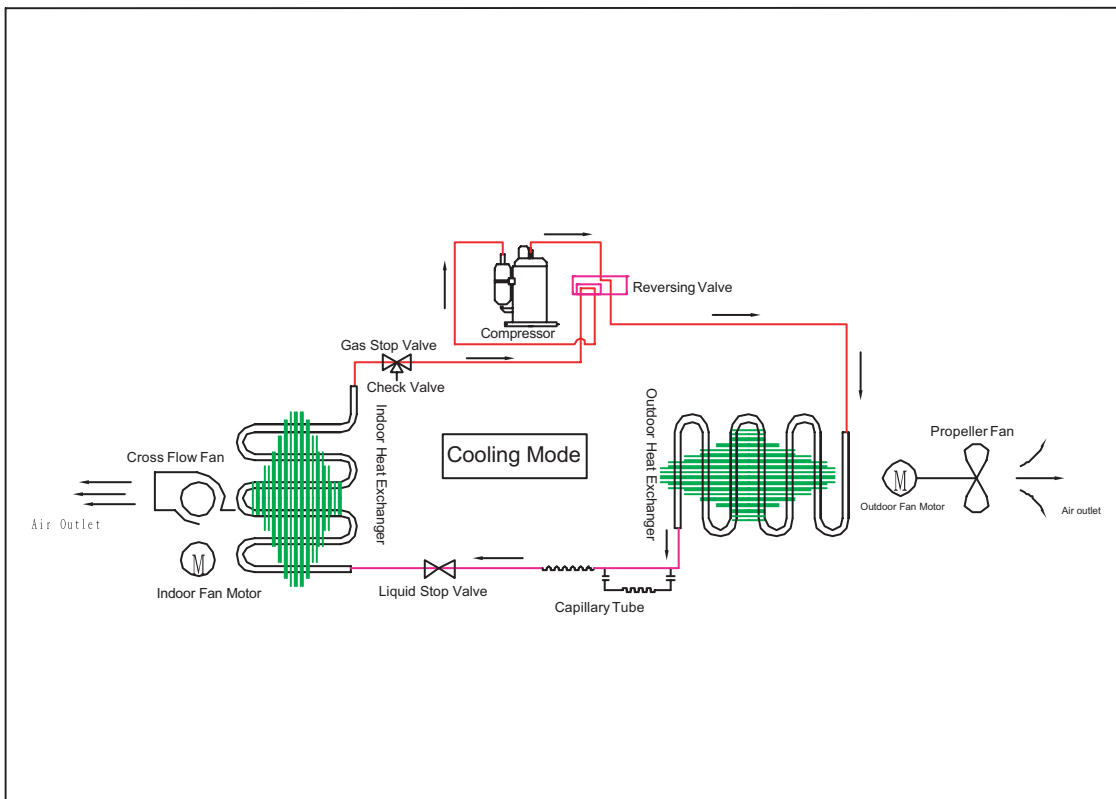 Reversing Valve
Compressor
Gas Stop Valve
Check Valve
Indoor Heat Exchanger
Outdoor Heat Exchanger
Cooling Mode
Cross Flow Fan
Propeller Fan
M
Outdoor Fan Motor
Air outlet
Air Outlet
M
Indoor Fan Motor
Liquid Stop Valve
Capillary Tube